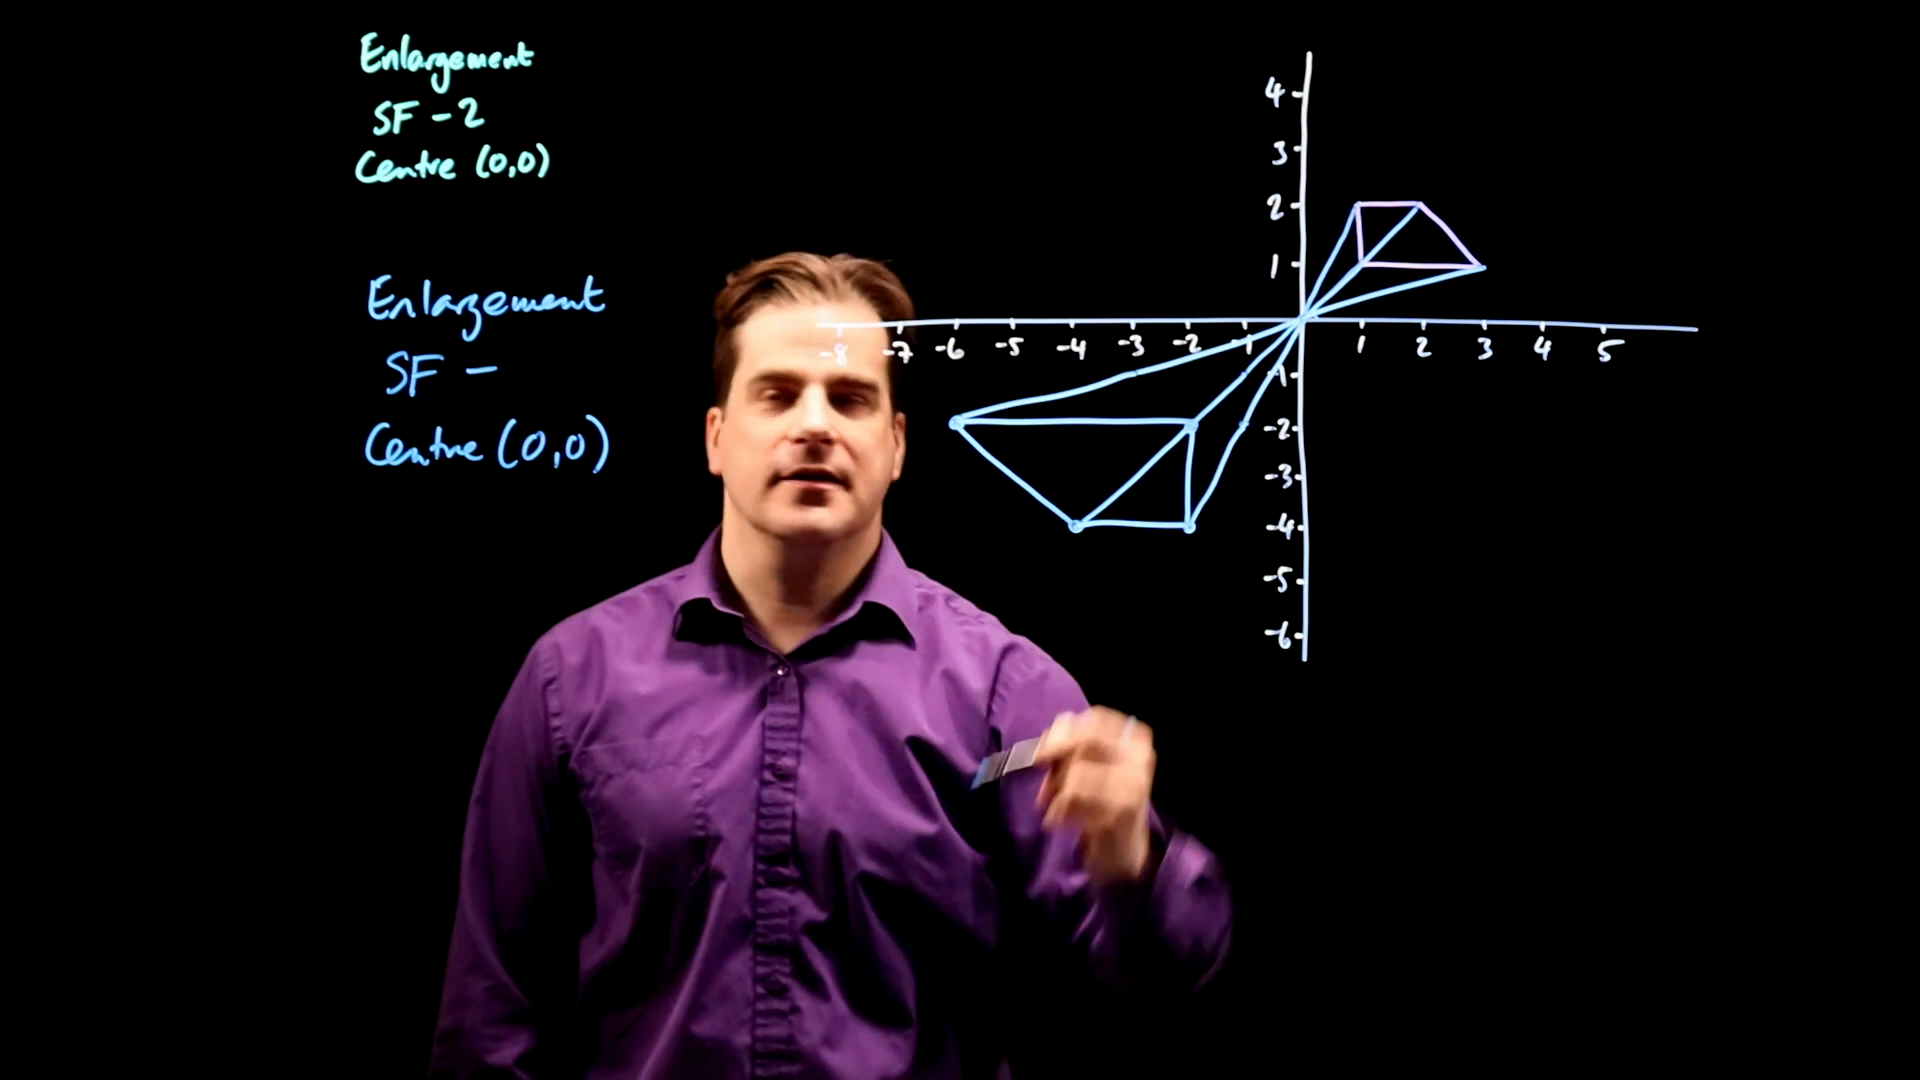 Enlargement
SF -2
Centre (0,0)
Enlargement
SF -
Centre (0,0)
4
3
2
1
-8 -7 -6 -5 -4 -3 -2 -1 1 2 3 4 5
-1
-2
-3
-4
-5
-6